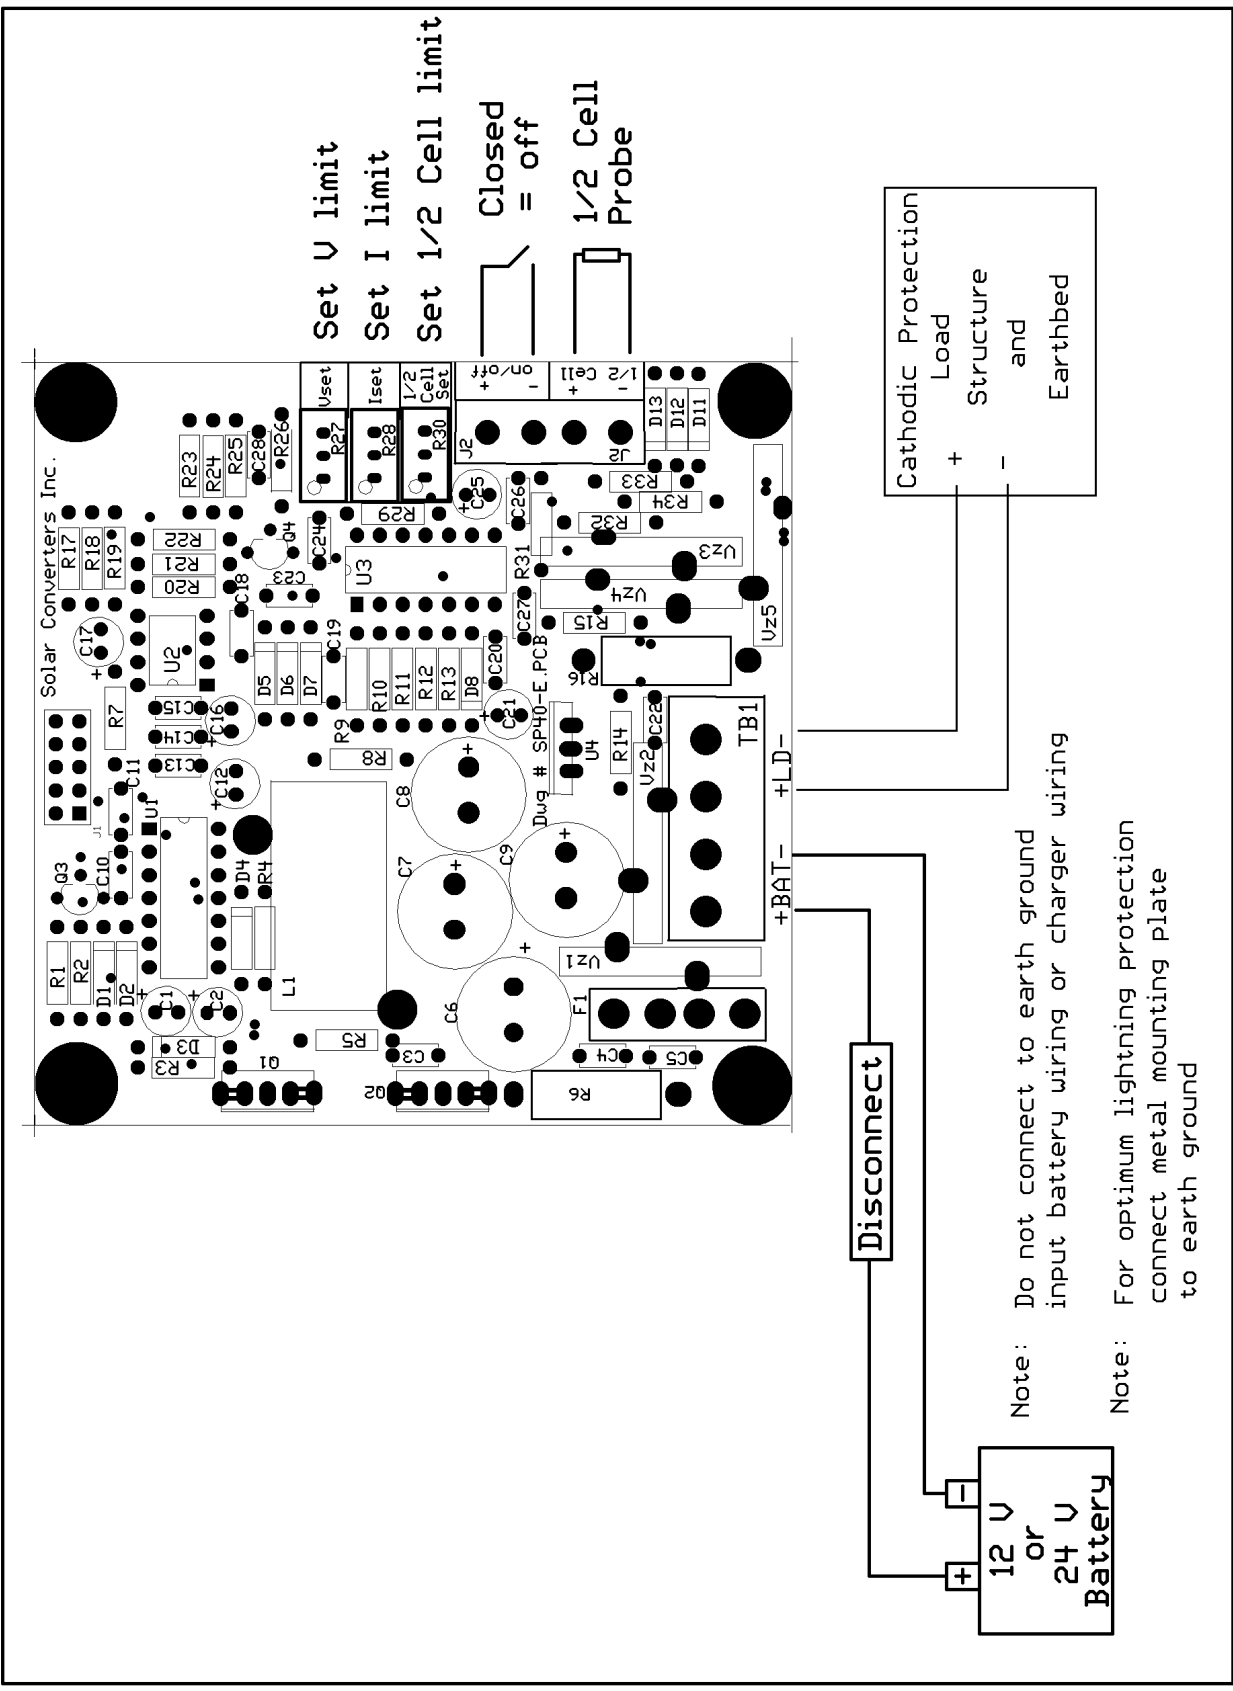 Solar Converters Inc.
R17
R18
R19
R23
R24
R25
C28
R26
R22
R21
R20
Q4
C24
C23
C18
C17
U2
R7
C15
C14
C13
C16
C12
C11
J1
U1
Q3
C10
D4
R4
R1
R2
D1
D2
C1
C2
D3
R3
Q1
Q2
L1
R5
C3
D5
D6
D7
C19
R9
R10
R11
R12
R13
D8
R8
C20
C21
C27
C26
C25
R29
U3
R31
Dwg # SP40-E.PCB
C8
C7
C9
C6
U4
R14
C22
R15
R16
R32
R33
R34
Vz1
Vz2
Vz3
Vz4
Vz5
F1
C4
C5
R6
TB1
+BAT-
+LD-
R27
R28
R30
Vset
Iset
1/2
Cell
Set
J2
J2
+ -
on/off
+ -
1/2 Cell
D13
D12
D11
Set V limit
Set I limit
Set 1/2 Cell limit
Closed
= off
1/2 Cell
Probe
Cathodic Protection
Load
+ Structure
- and
Earthbed
Disconnect
+ -
12 V
or
24 V
Battery
Note: Do not connect to earth ground
input battery wiring or charger wiring
Note: For optimum lightning protection
connect metal mounting plate
to earth ground